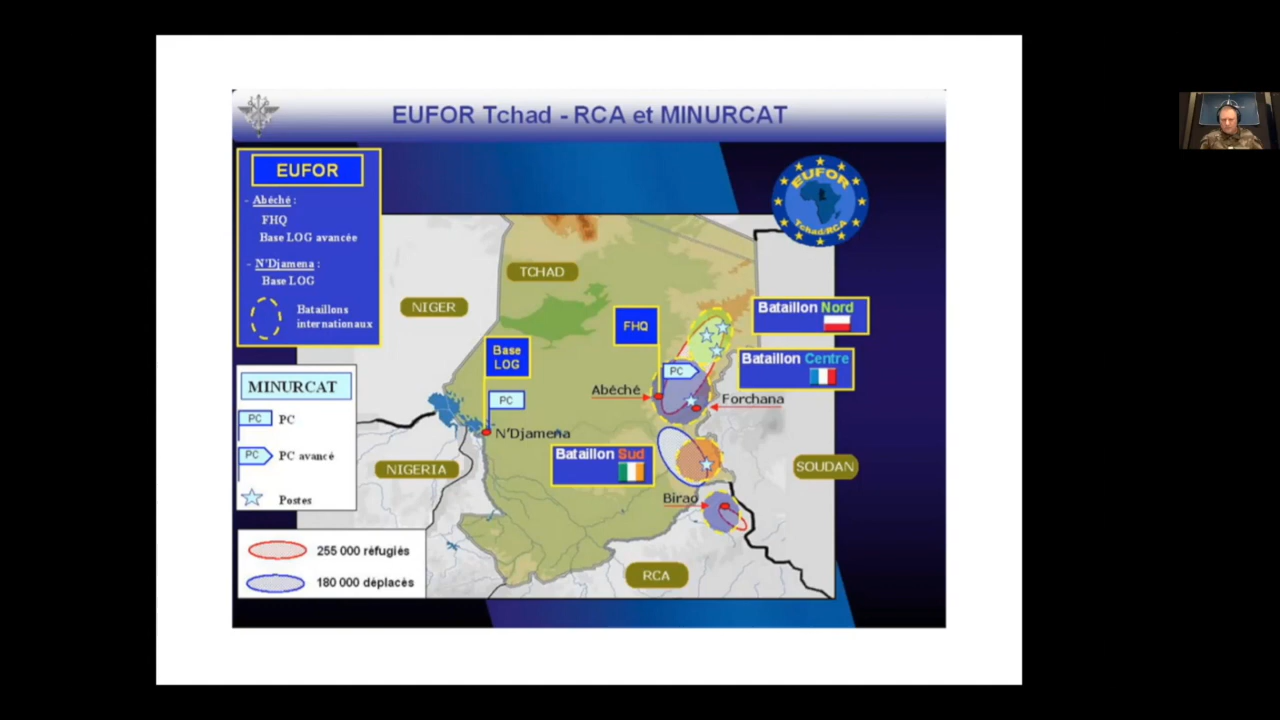 EUFOR Tchad - RCA et MINURCAT
EUFOR
- Abéché :
FHQ
Base LOG avancée
- N'Djamena :
Base LOG
Bataillons
internationaux
EUFOR
Tchad/RCA
TCHAD
NIGER
Bataillon Nord
FHQ
Base
LOG
Bataillon Centre
PC
MINURCAT
Abéché
PC
Forchana
PC
PC
N'Djamena
Bataillon Sud
PC
PC avancé
NIGERIA
SOUDAN
Postes
Birao
255 000 réfugiés
RCA
180 000 déplacés